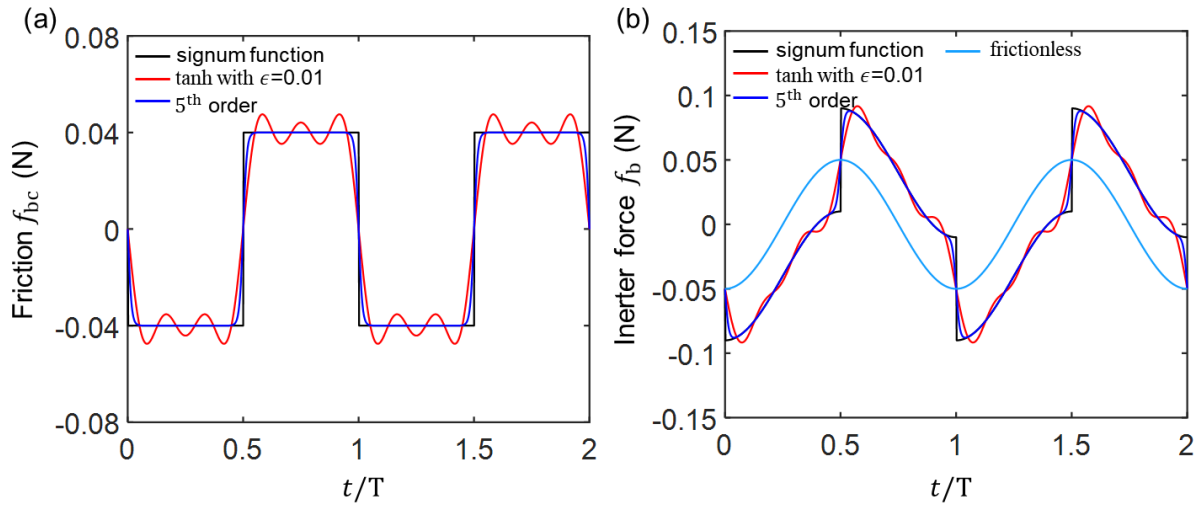 (a)
0.08
signum function
tanh with ϵ=0.01
5th order
0.04
0
-0.04
-0.08
Friction fbc (N)
0
0.5
1
1.5
2
t/T
(b)
0.15
signum function
frictionless
tanh with ϵ=0.01
5th order
0.1
0.05
0
-0.05
-0.1
-0.15
Inerter force fb (N)
0
0.5
1
1.5
2
t/T